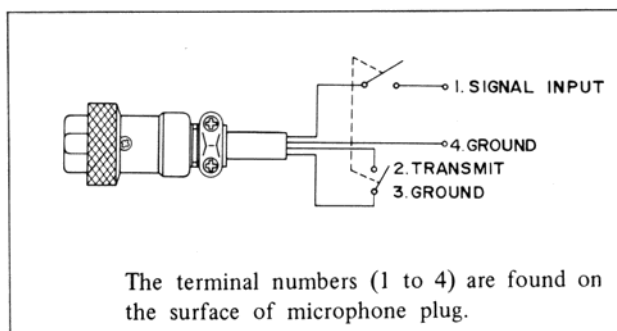 1. SIGNAL INPUT
4. GROUND
2. TRANSMIT
3. GROUND
The terminal numbers (1 to 4) are found on
the surface of microphone plug.